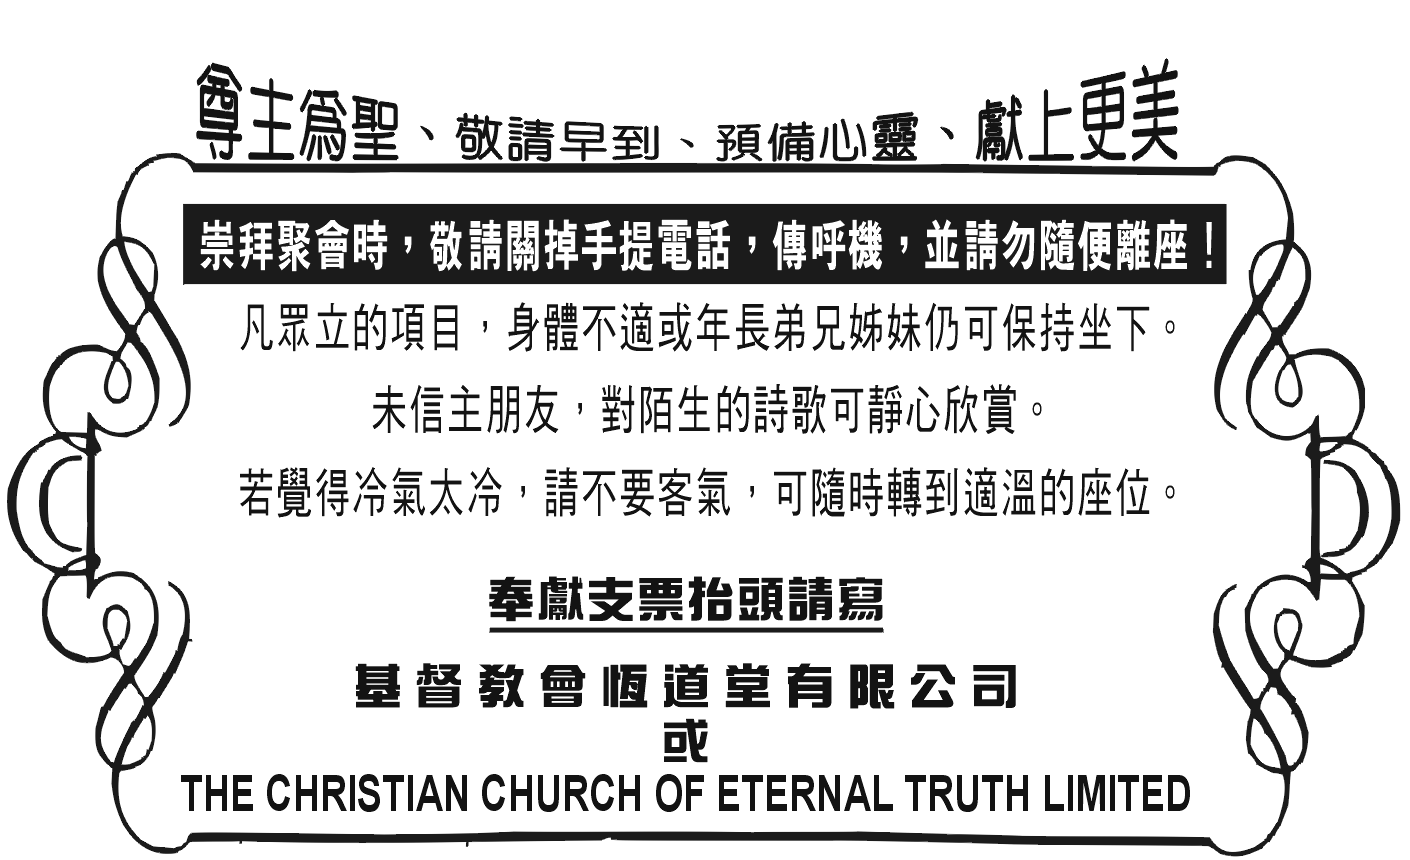 尊主為聖、敬請早到、預備心靈、獻上更美
崇拜聚會時，敬請關掉手提電話，傳呼機，並請勿隨便離座！
凡眾立的項目，身體不適或年長弟兄姊妹仍可保持坐下。
未信主朋友，對陌生的詩歌可靜心欣賞。
若覺得冷氣太冷，請不要客氣，可隨時轉到適溫的座位。
奉獻支票抬頭請寫
基督教會恆道堂有限公司
或
THE CHRISTIAN CHURCH OF ETERNAL TRUTH LIMITED